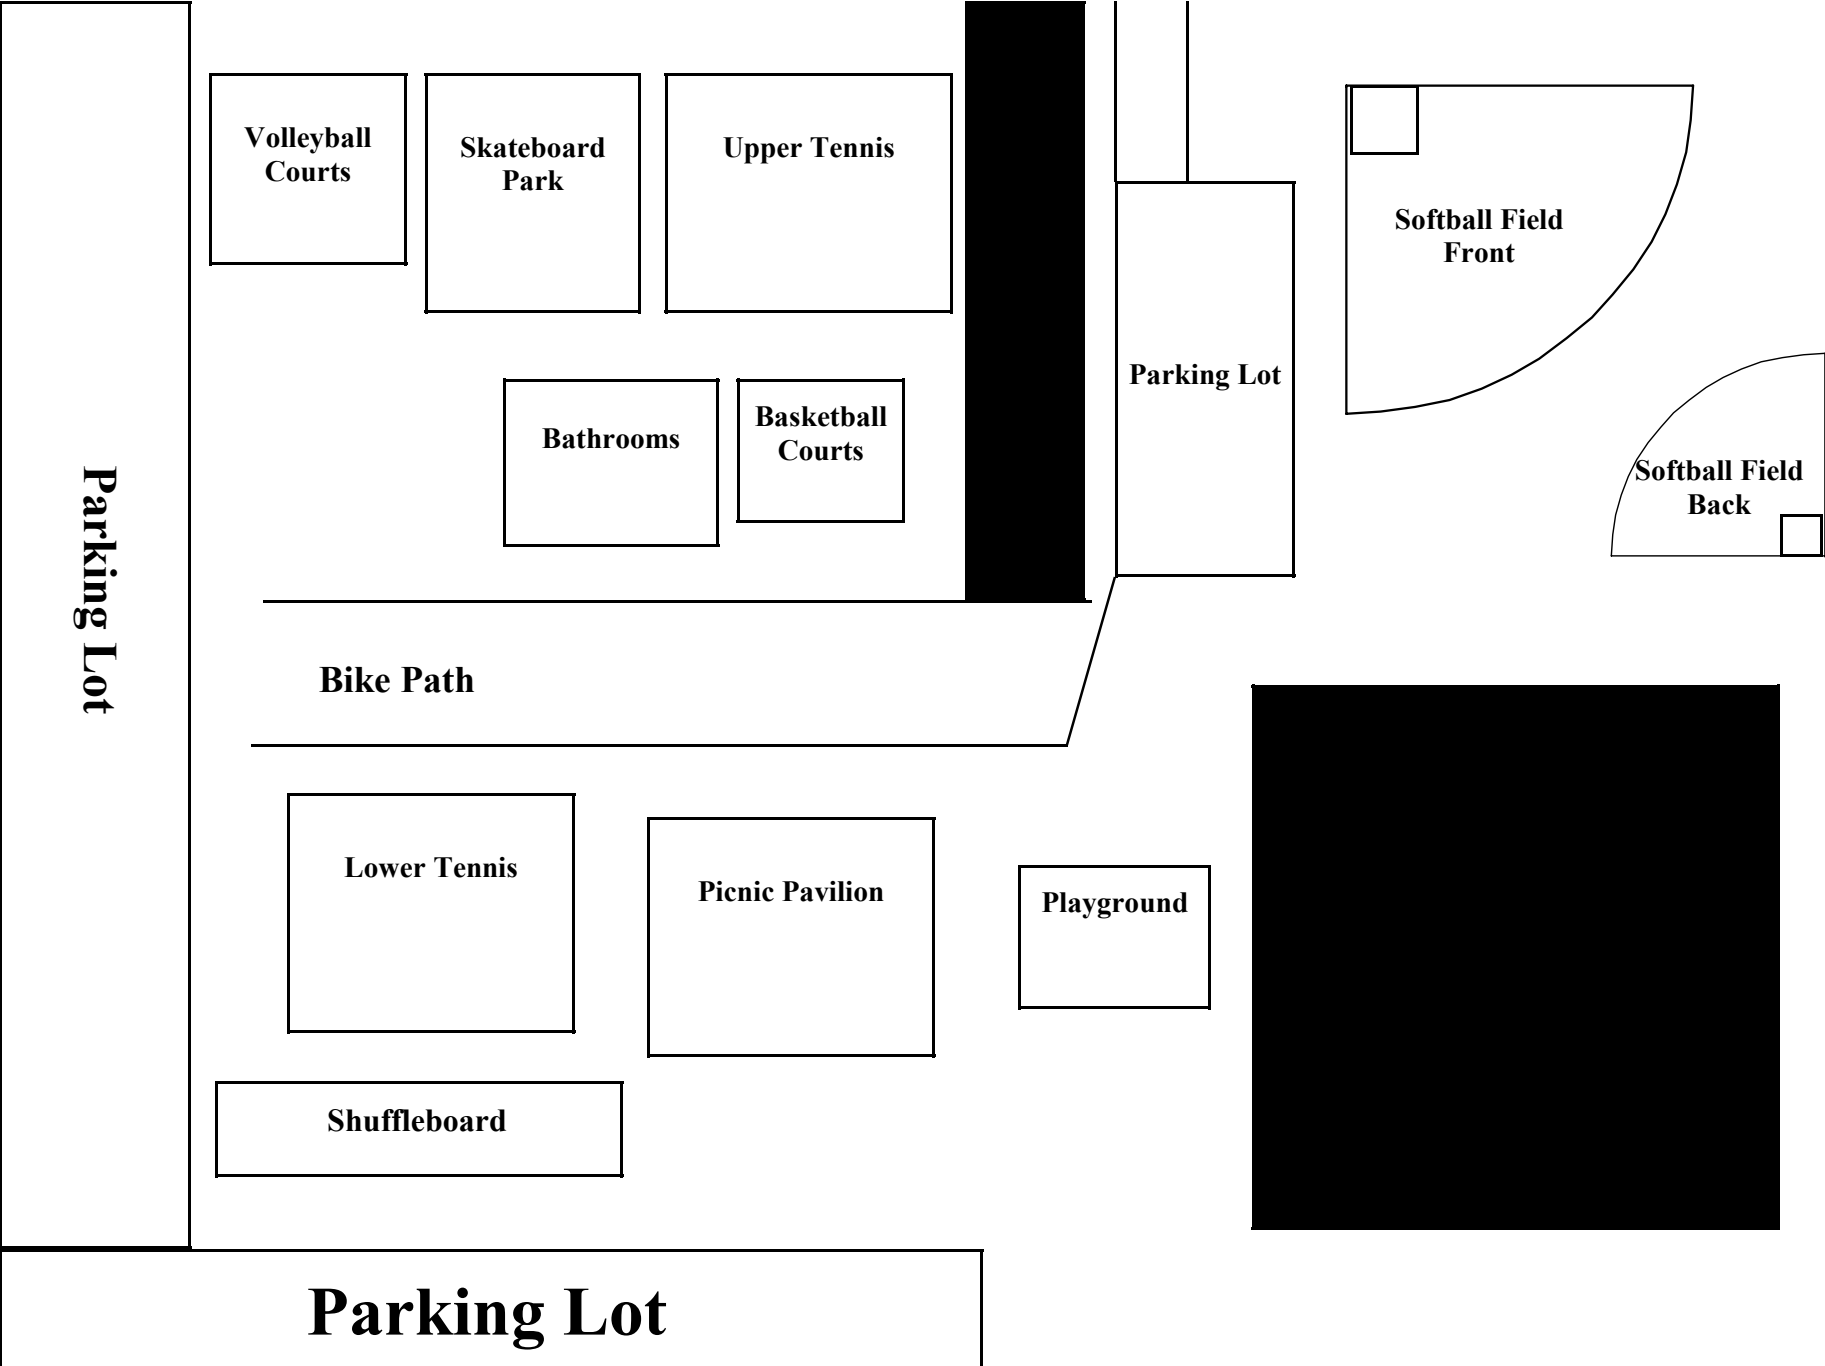 Volleyball
Courts
Skateboard
Park
Upper Tennis
Softball Field
Front
Parking Lot
Bathrooms
Basketball
Courts
Softball Field
Back
Parking Lot
Bike Path
Lower Tennis
Picnic Pavilion
Playground
Shuffleboard
Parking Lot